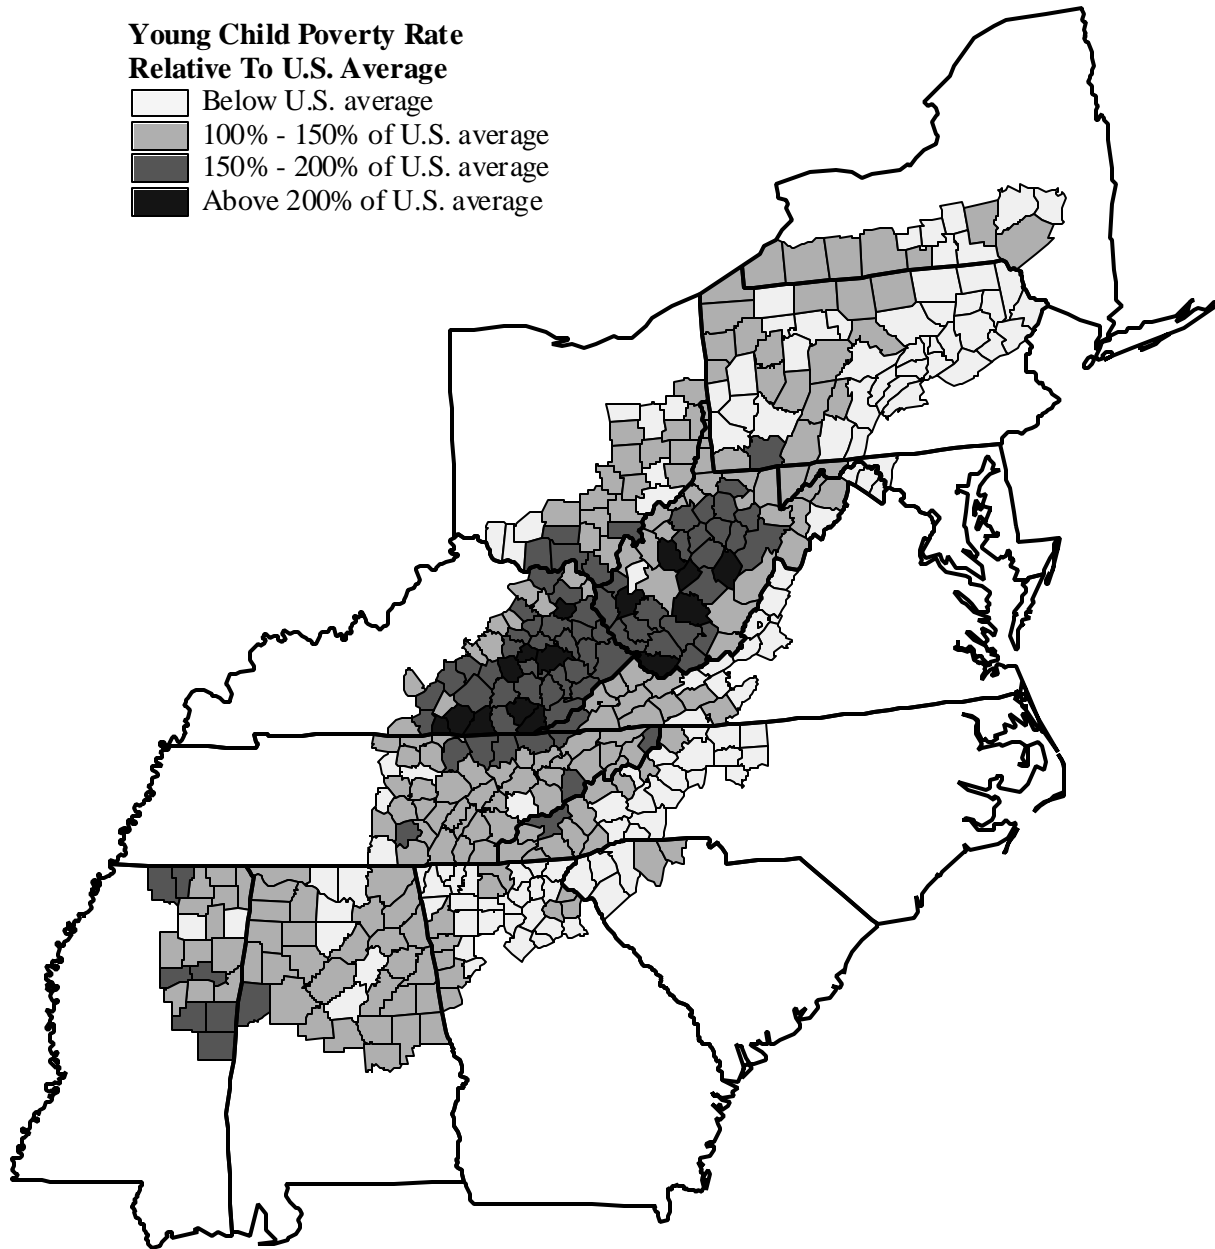 Young Child Poverty Rate
Relative To U.S. Average
Below U.S. average
100% - 150% of U.S. average
150% - 200% of U.S. average
Above 200% of U.S. average